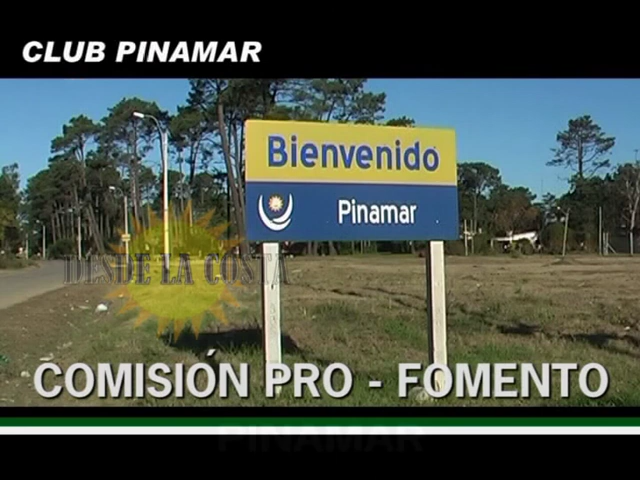 CLUB PINAMAR
Bienvenido
Pinamar
DESDE LA COSTA
COMISIÓN PRO - FOMENTO
PINAMAR